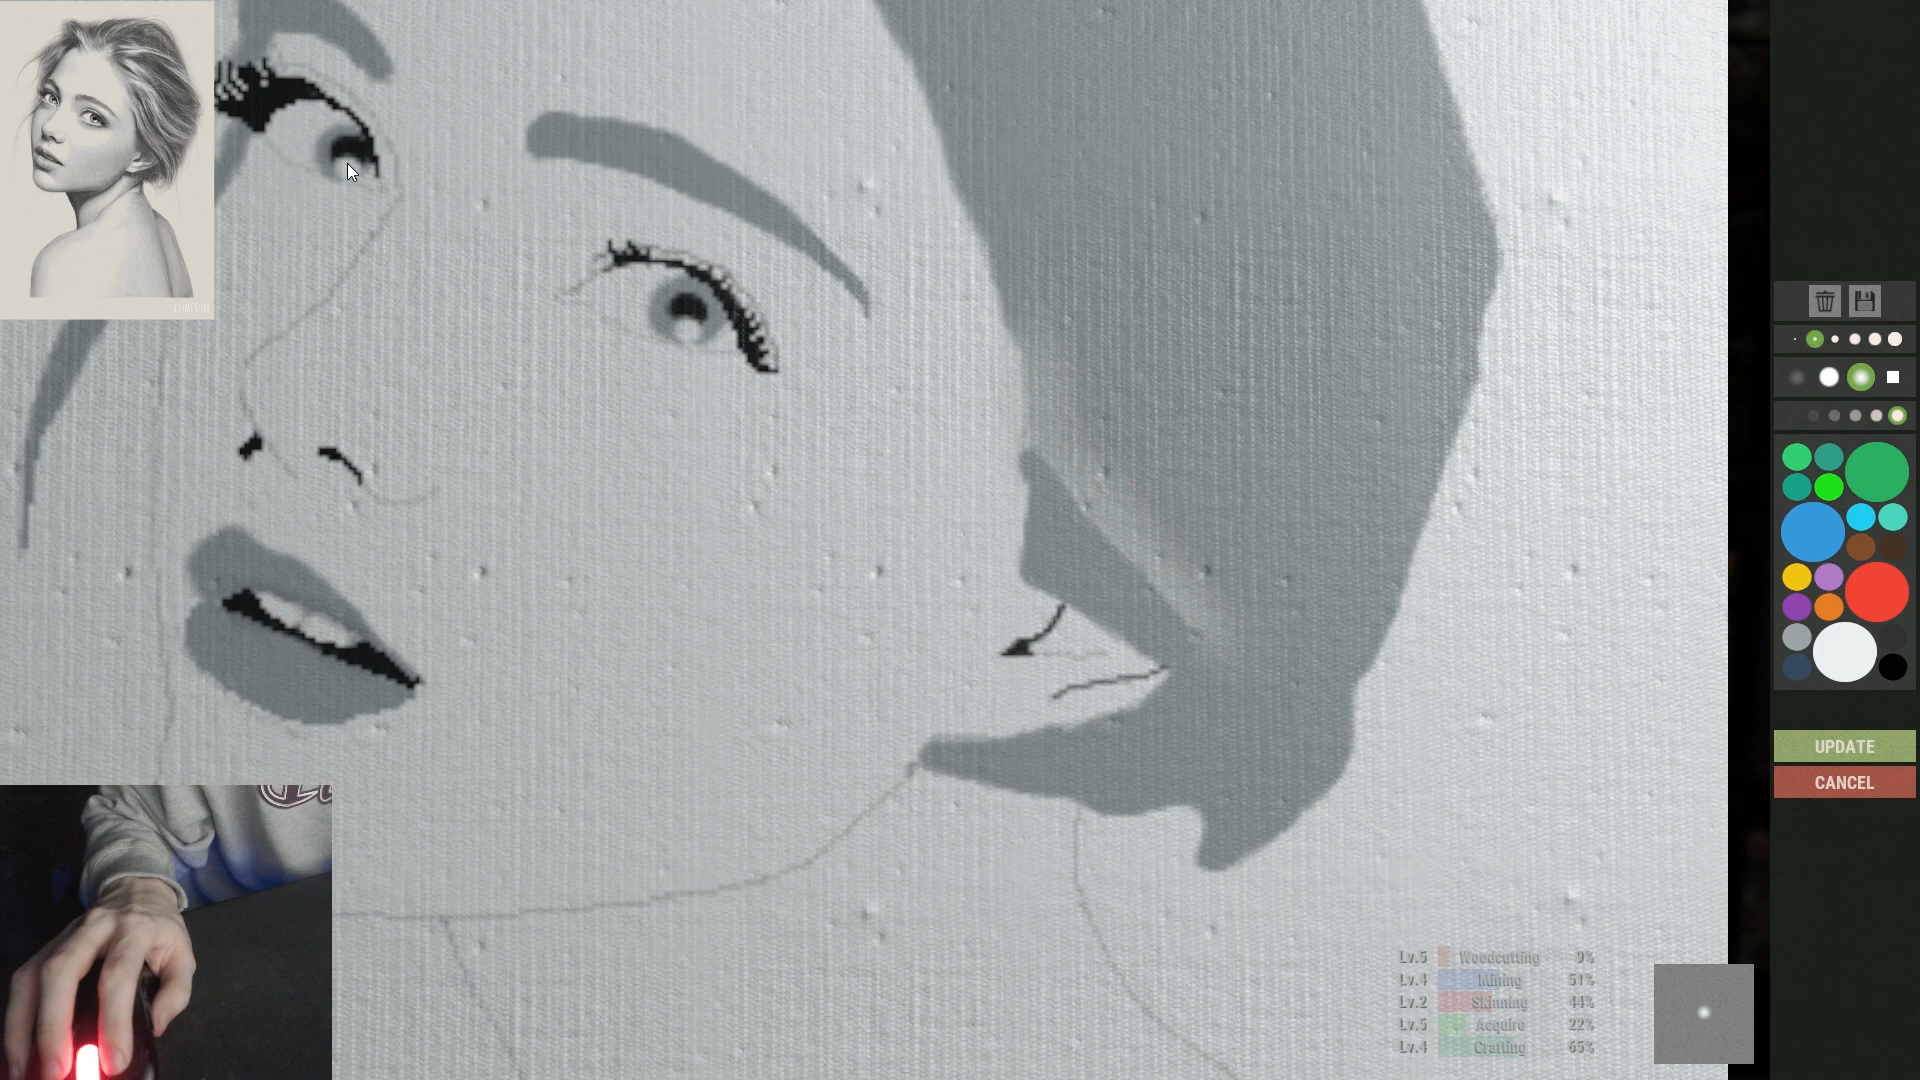 UPDATE
CANCEL
Lv.5 Woodcutting 9%
Lv.4 Mining 51%
Lv.2 Skinning 44%
Lv.5 Acquire 22%
Lv.4 Crafting 65%